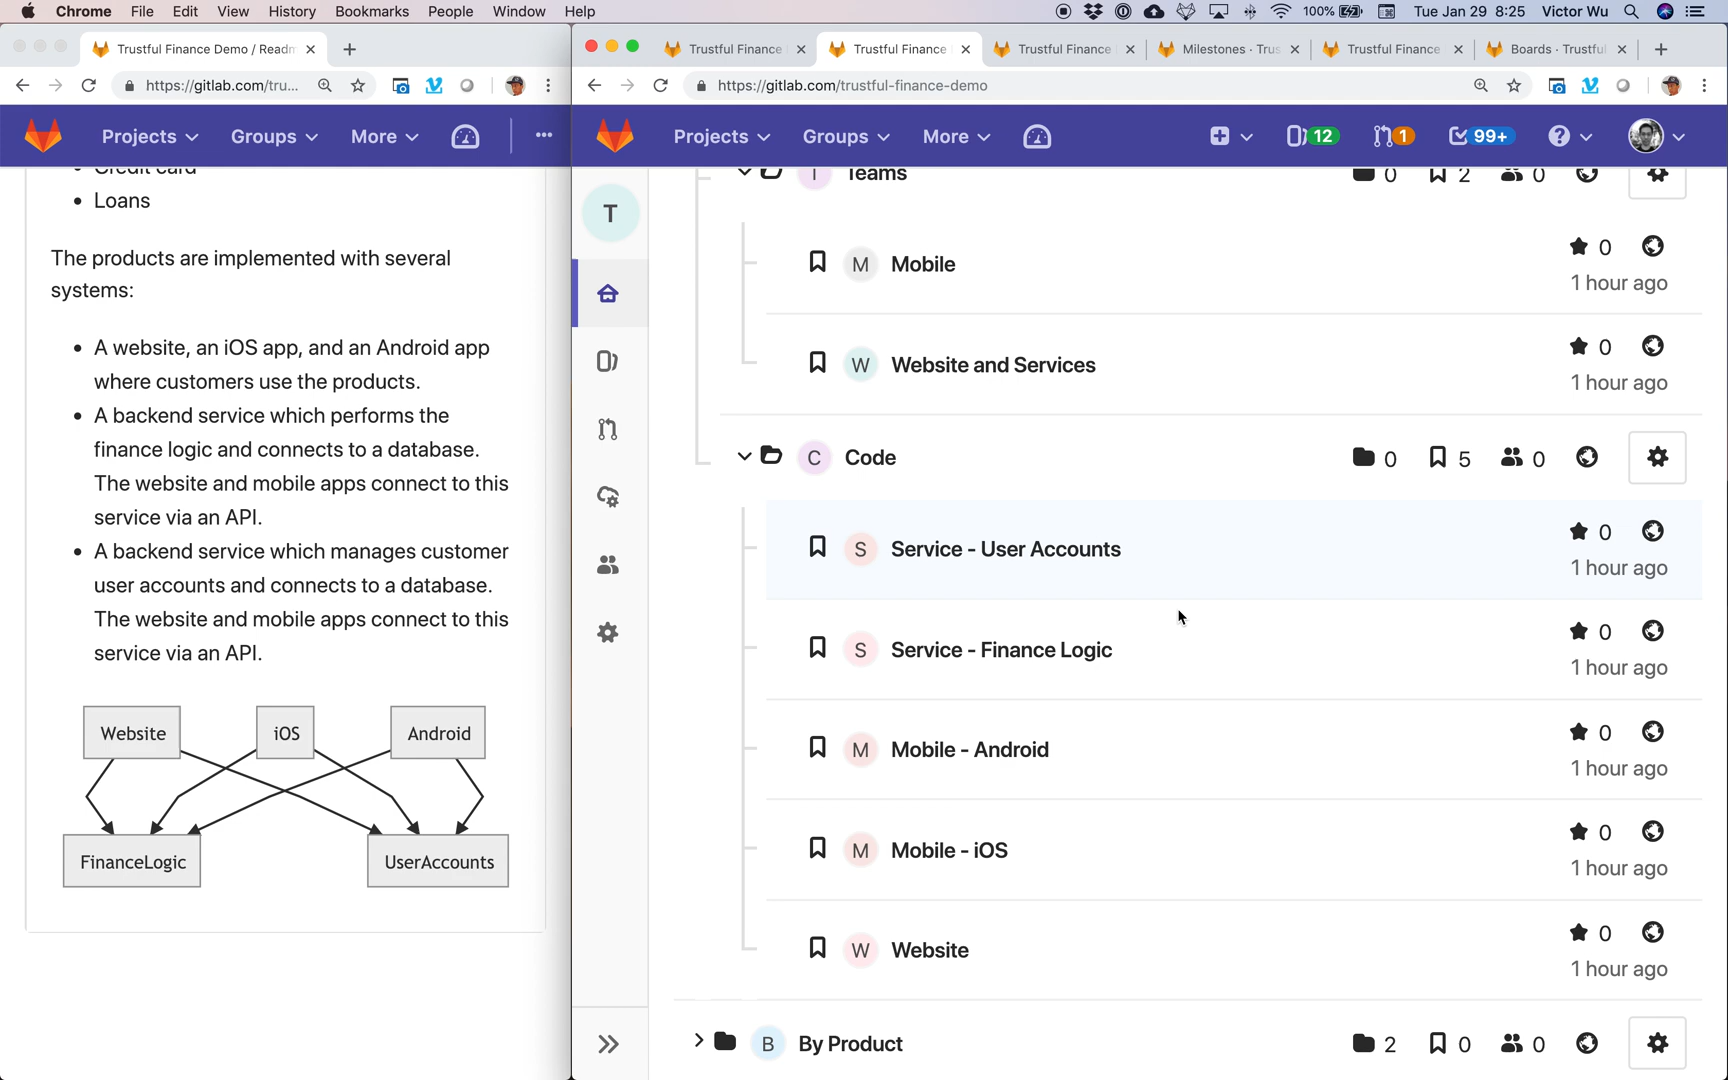 Chrome File Edit View History Bookmarks People Window Help 100% Tue Jan 29 8:25 Victor Wu
Trustful Finance Demo / Readm
Trustful Finance
Trustful Finance
Trustful Finance
Milestones · Trus
Trustful Finance
Boards · Trustful
https://gitlab.com/tru...
https://gitlab.com/trustful-finance-demo
Projects Groups More
Projects Groups More 12 1 99+
Credit card
Loans
The products are implemented with several
systems:
A website, an iOS app, and an Android app
where customers use the products.
A backend service which performs the
finance logic and connects to a database.
The website and mobile apps connect to this
service via an API.
A backend service which manages customer
user accounts and connects to a database.
The website and mobile apps connect to this
service via an API.
Website iOS Android
FinanceLogic UserAccounts
T
T Teams 0 2 0
M Mobile 0
1 hour ago
W Website and Services 0
1 hour ago
C Code 0 5 0
S Service - User Accounts 0
1 hour ago
S Service - Finance Logic 0
1 hour ago
M Mobile - Android 0
1 hour ago
M Mobile - iOS 0
1 hour ago
W Website 0
1 hour ago
B By Product 2 0 0